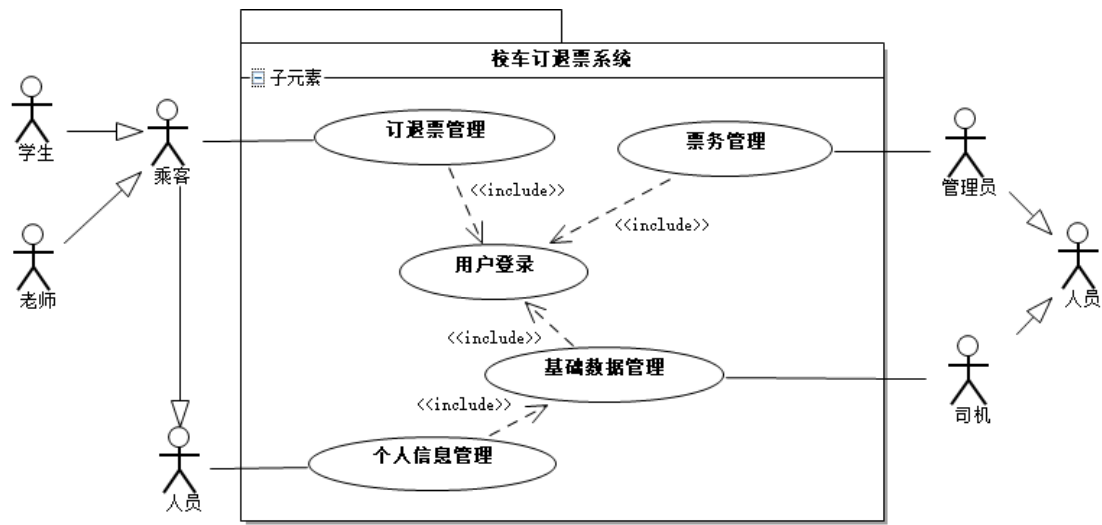 校车订退票系统
子元素
订退票管理
票务管理
学生
乘客
管理员
<<include>>
<<include>>
用户登录
老师
人员
<<include>>
基础数据管理
<<include>>
司机
个人信息管理
人员